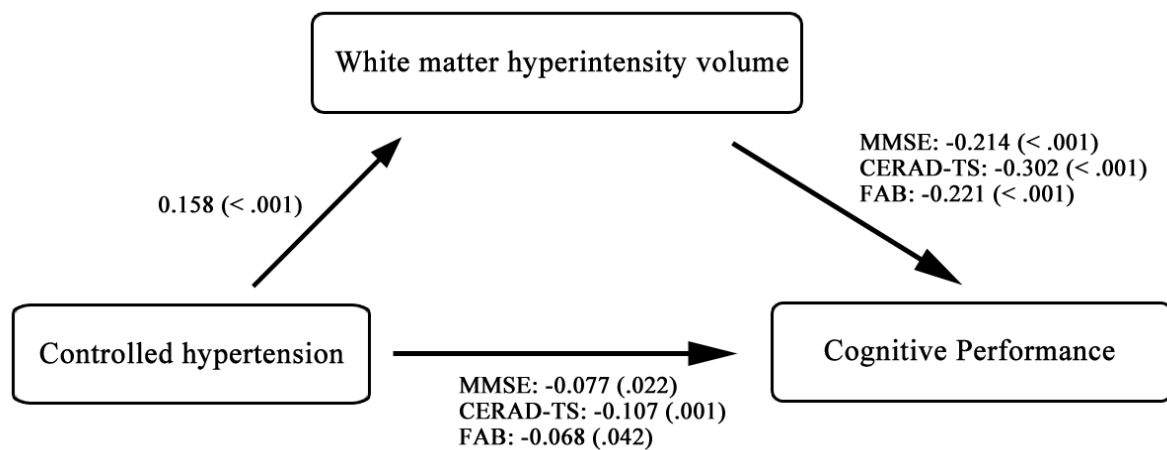 White matter hyperintensity volume
MMSE: -0.214 (< .001)
CERAD-TS: -0.302 (< .001)
FAB: -0.221 (< .001)
0.158 (< .001)
Controlled hypertension
Cognitive Performance
MMSE: -0.077 (.022)
CERAD-TS: -0.107 (.001)
FAB: -0.068 (.042)